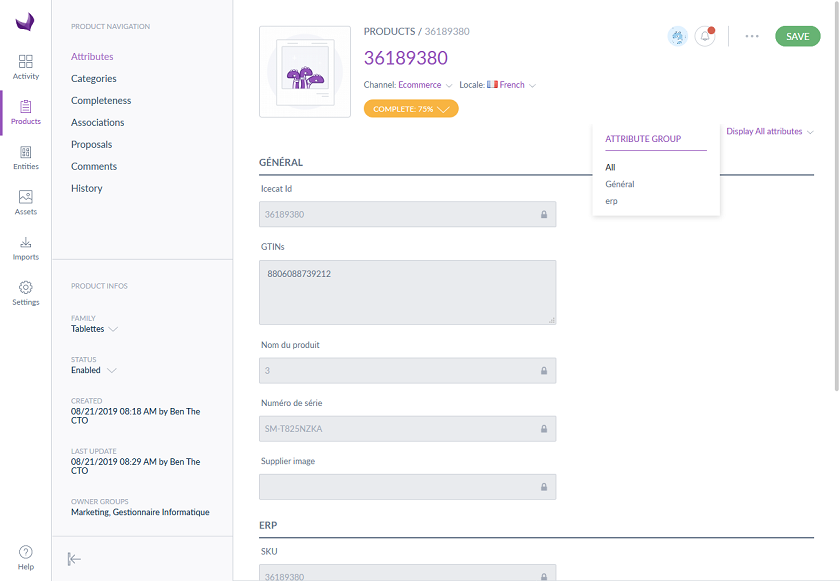 Activity
Products
Entities
Assets
Imports
Settings
Help
PRODUCT NAVIGATION
Attributes
Categories
Completeness
Associations
Proposals
Comments
History
PRODUCT INFOS
FAMILY
Tablettes
STATUS
Enabled
CREATED
08/21/2019 08:18 AM by Ben The
CTO
LAST UPDATE
08/21/2019 08:29 AM by Ben The
CTO
OWNER GROUPS
Marketing, Gestionnaire Informatique
PRODUCTS / 36189380
36189380
Channel: Ecommerce Locale: French
COMPLETE: 75%
SAVE
Display All attributes
ATTRIBUTE GROUP
All
Général
erp
GÉNÉRAL
Icecat Id
36189380
GTINs
8806088739212
Nom du produit
3
Numéro de série
SM-T825NZKA
Supplier image
ERP
SKU
36189380